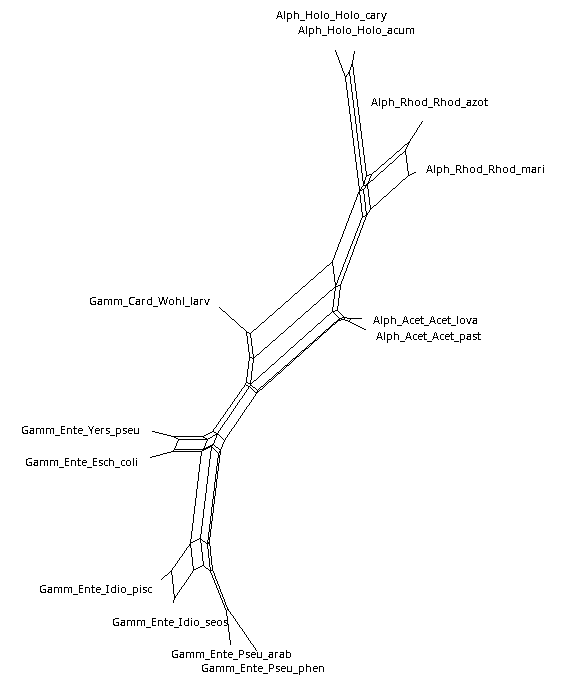 Alph_Holo_Holo_cary
Alph_Holo_Holo_acum
Alph_Rhod_Rhod_azot
Alph_Rhod_Rhod_mari
Gamm_Card_Wohl_larv
Alph_Acet_Acet_lova
Alph_Acet_Acet_past
Gamm_Ente_Yers_pseu
Gamm_Ente_Esch_coli
Gamm_Ente_Idio_pisc
Gamm_Ente_Idio_seos
Gamm_Ente_Pseu_arab
Gamm_Ente_Pseu_phen